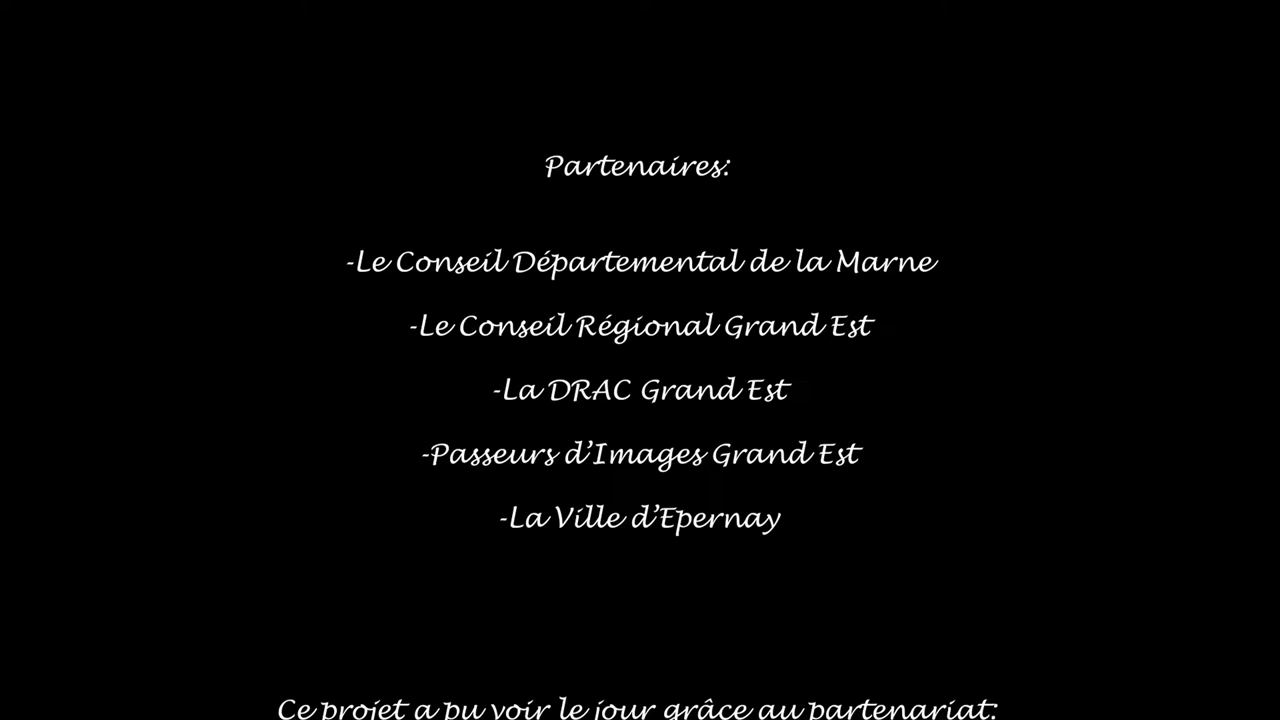 Partenaires:
-Le Conseil Départemental de la Marne
-Le Conseil Régional Grand Est
-La DRAC Grand Est
-Passeurs d’Images Grand Est
-La Ville d’Epernay
Ce projet a pu voir le jour grâce au partenariat: